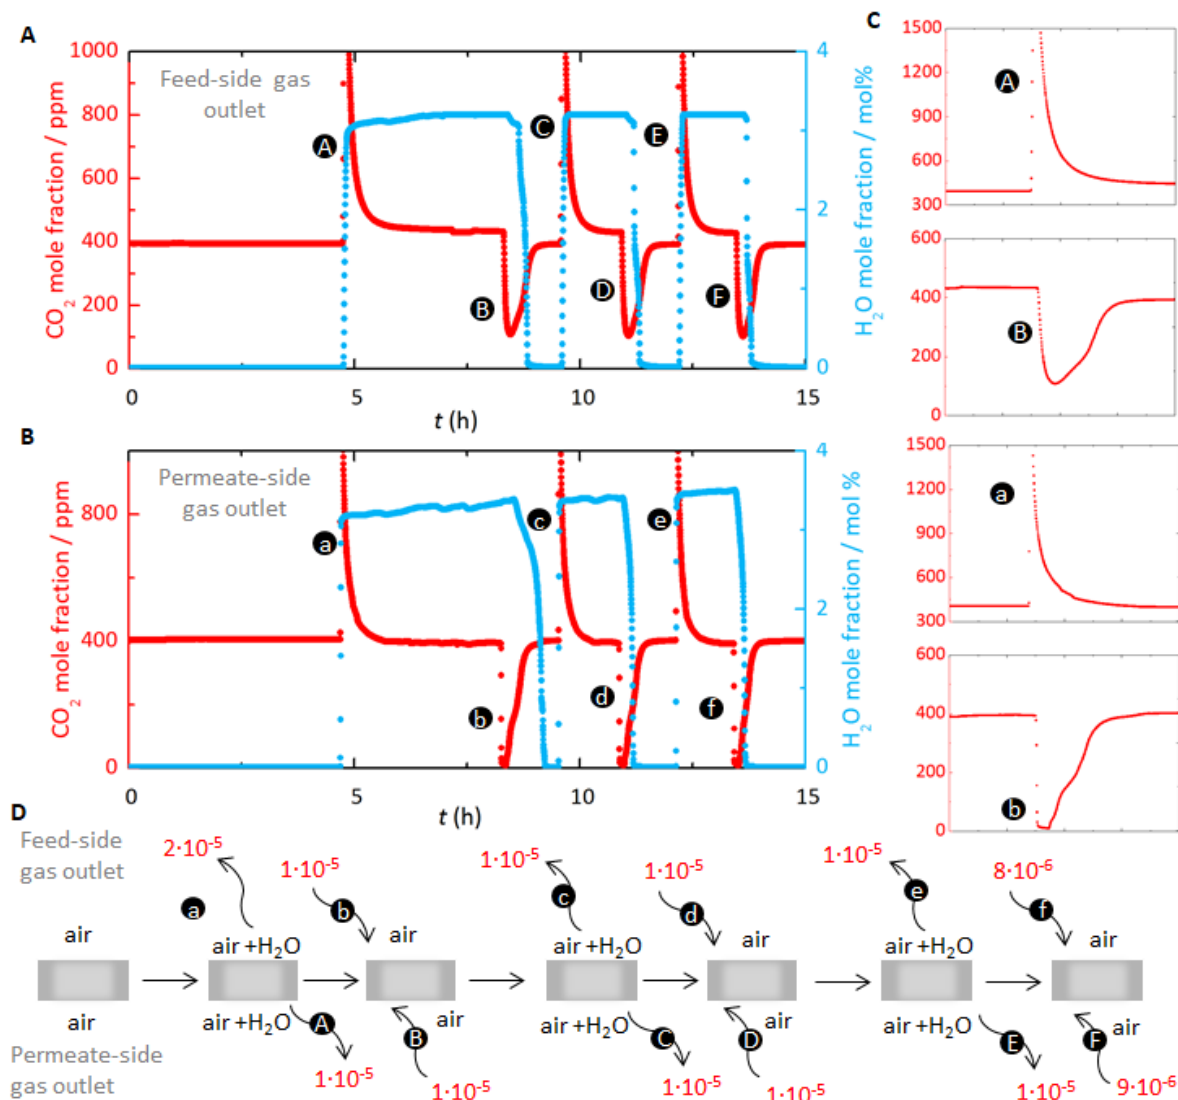 A
Feed-side gas
outlet
CO2 mole fraction / ppm
1000
800
600
400
200
0
4
2
0
H2O mole fraction / mol%
A
B
C
D
E
F
0
5
10
15
t (h)
B
Permeate-side
gas outlet
CO2 mole fraction / ppm
800
400
0
4
2
0
H2O mole fraction / mol %
a
b
c
d
e
f
0
5
10
15
t (h)
C
1500
1200
900
600
300
A
600
400
200
0
B
1500
1200
900
600
300
a
600
400
200
0
b
D
Feed-side
gas outlet
2·10-5
1·10-5
1·10-5
1·10-5
1·10-5
8·10-6
a
b
c
d
e
f
air
air +H2O
air
air +H2O
air
air +H2O
air
air
air +H2O
air
air +H2O
air
air +H2O
air
A
B
C
D
E
F
Permeate-side
gas outlet
1·10-5
1·10-5
1·10-5
1·10-5
1·10-5
9·10-6